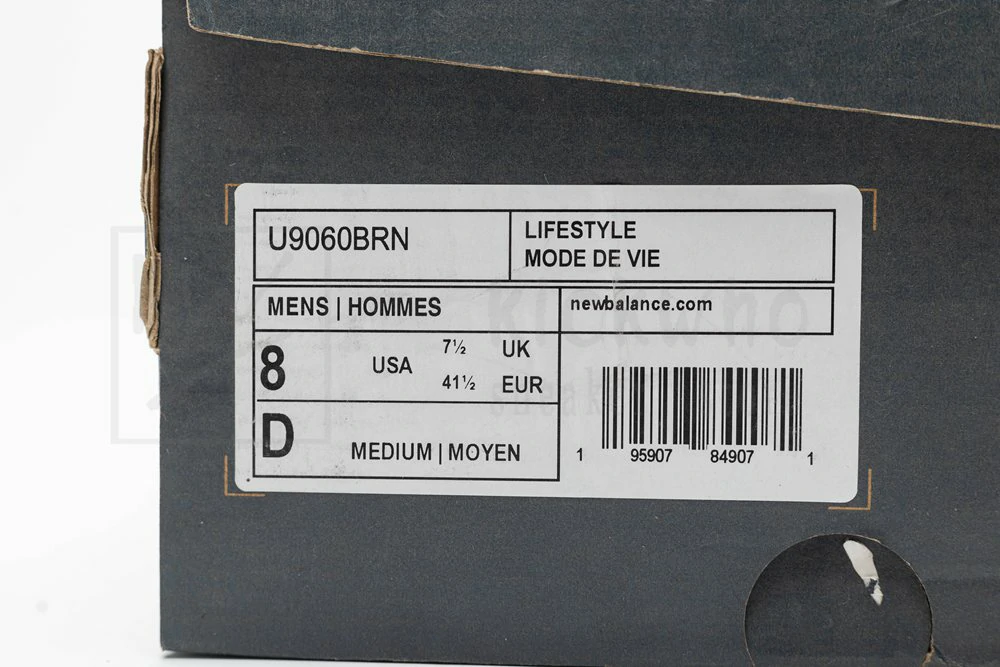 U9060BRN
LIFESTYLE
MODE DE VIE
MENS | HOMMES
newbalance.com
8
USA
7½ UK
41½ EUR
D
MEDIUM | MOYEN
1 95907 84907 1